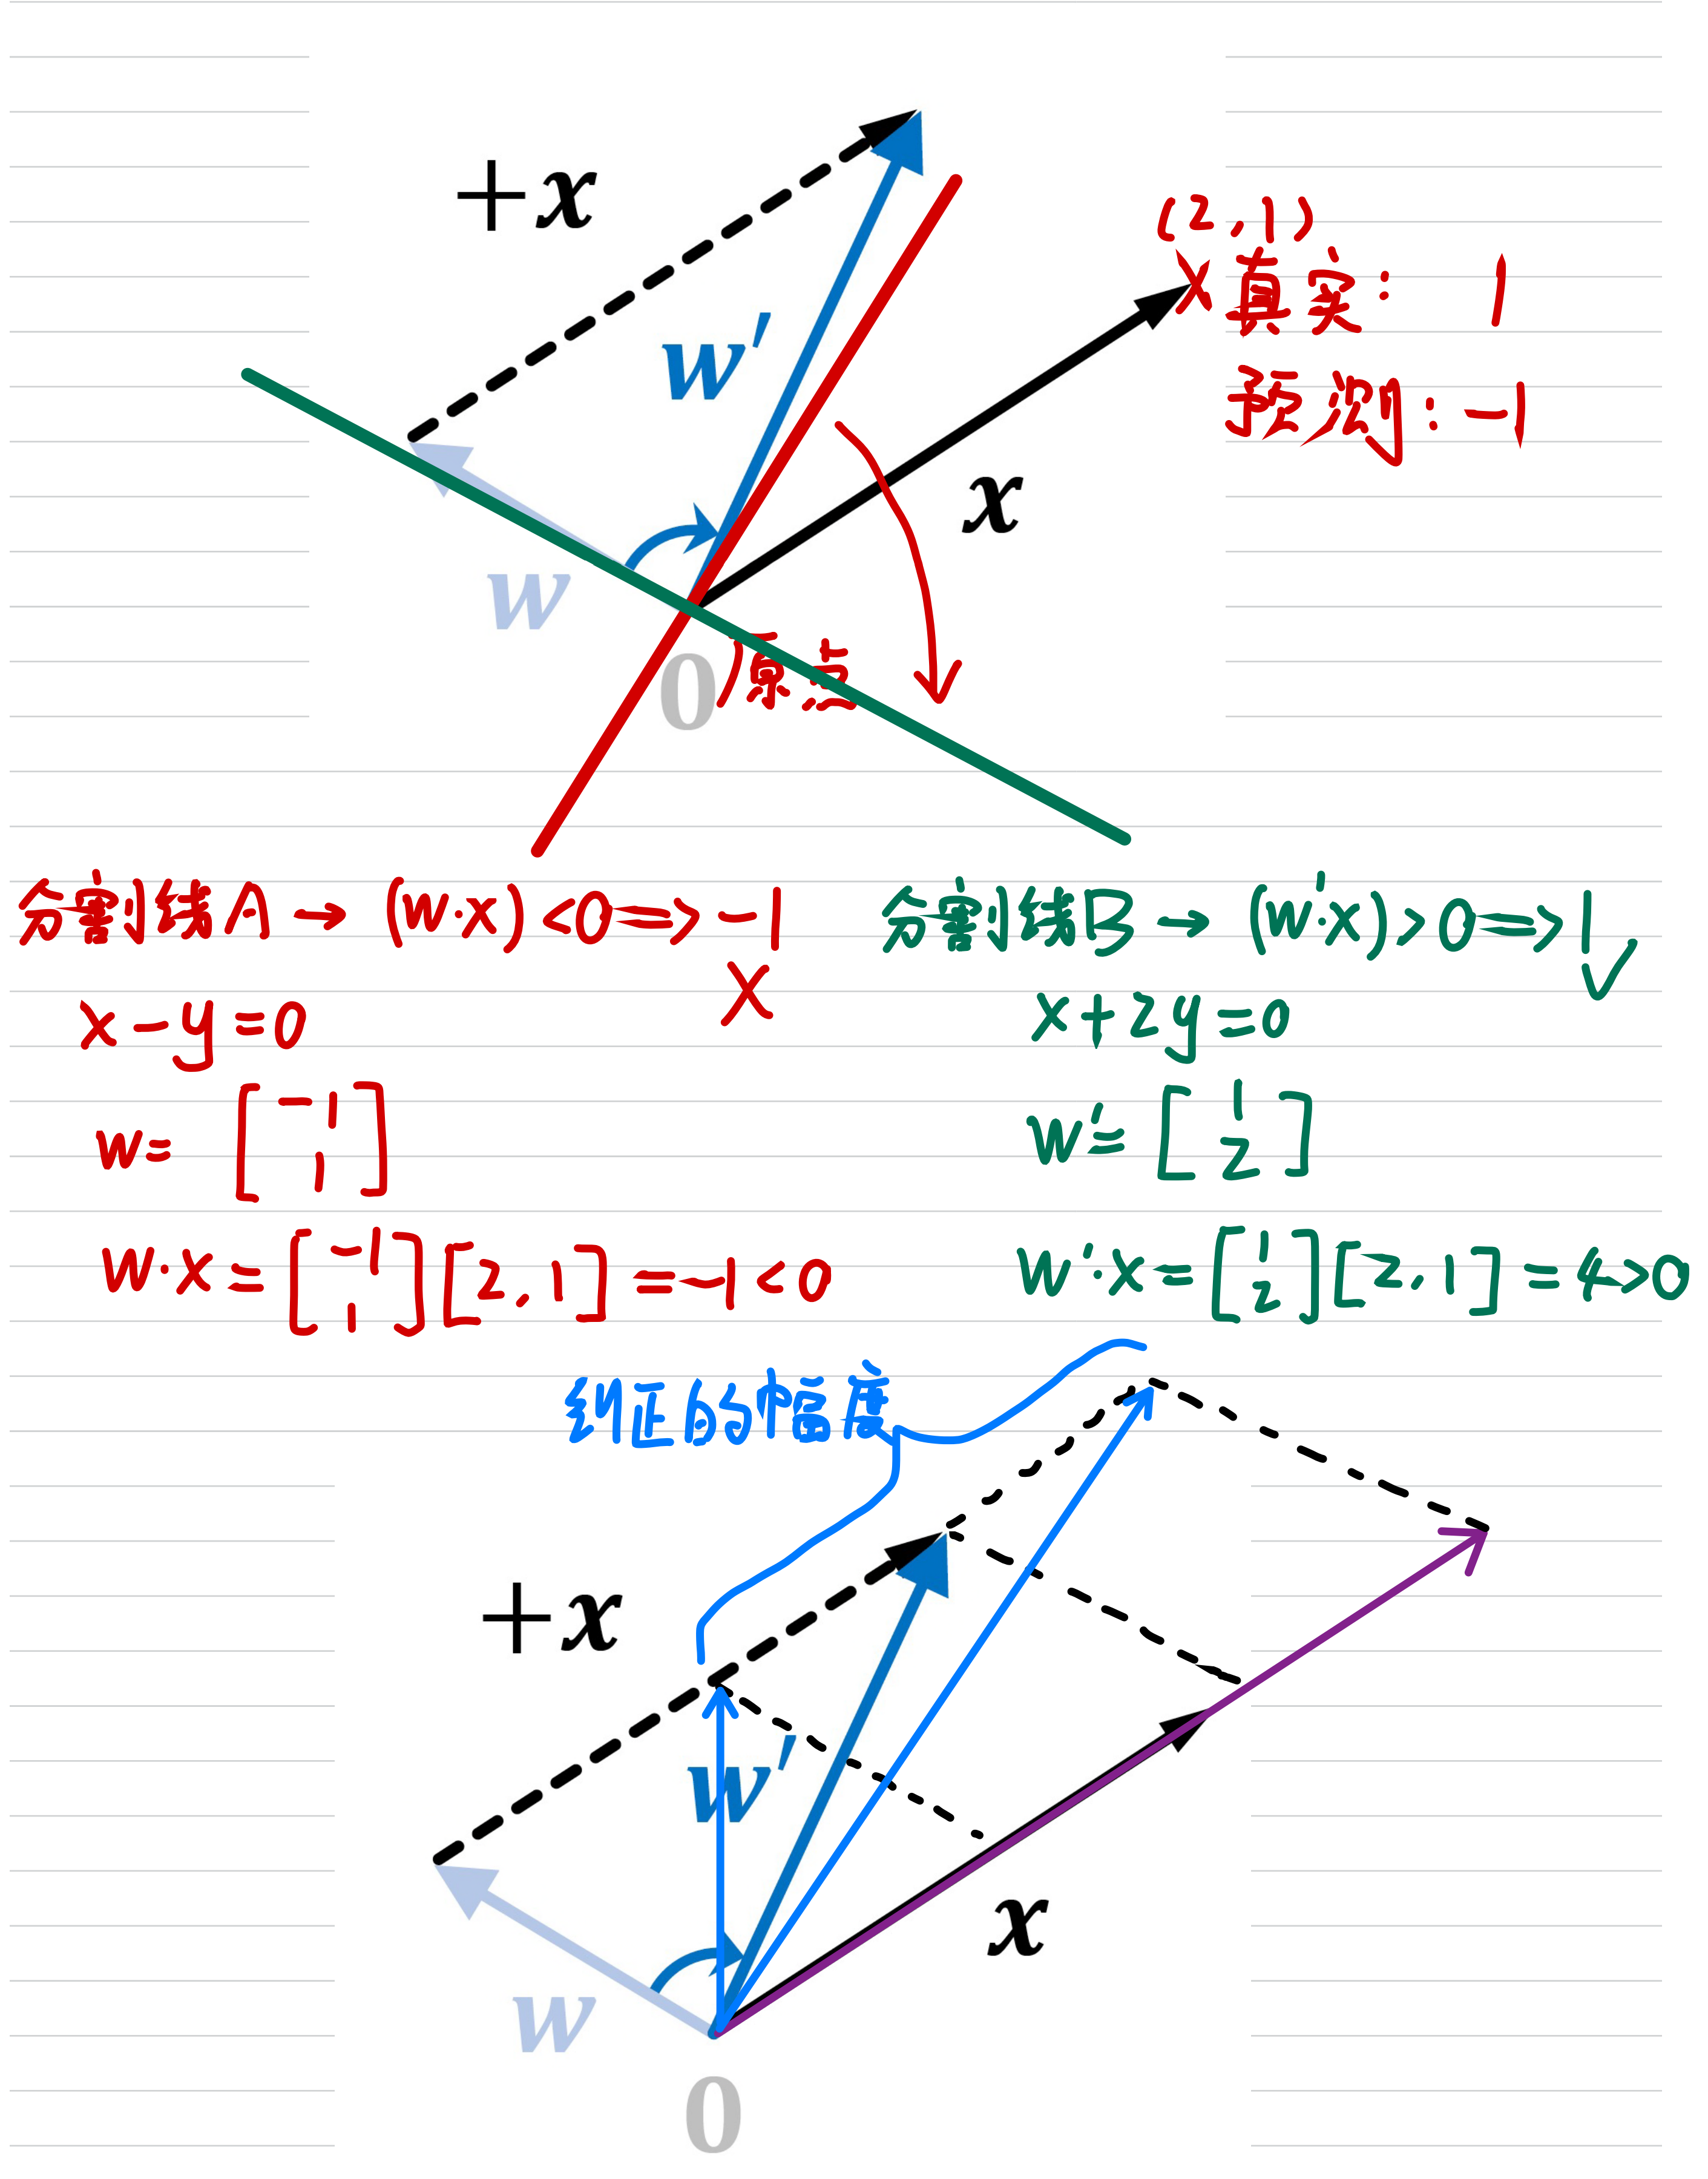 +x
(2,1)
x 真实: 1
预测: -1
w'
x
w
0 原点
分割线A → (w·x) <0 => -1
X
x-y=0
w= [-1 1]
w·x = [-1 1][2,1] = -1<0
分割线B → (w'·x) >0 => 1 √
x+2y=0
w'= [1 2]
w'·x = [1 2][2,1] = 4>0
纠正的幅度
+x
w'
x
w
0